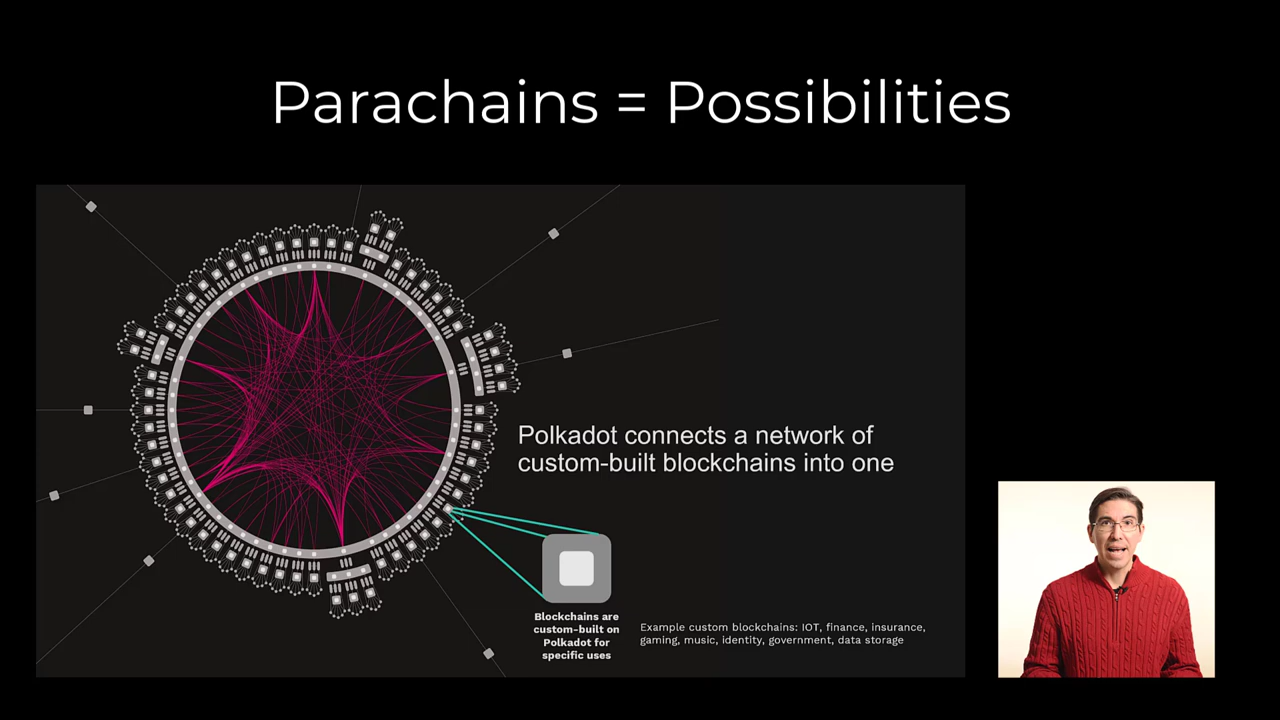 Parachains = Possibilities
Polkadot connects a network of
custom-built blockchains into one
Blockchains are
custom-built on
Polkadot for
specific uses
Example custom blockchains: IOT, finance, insurance,
gaming, music, identity, government, data storage